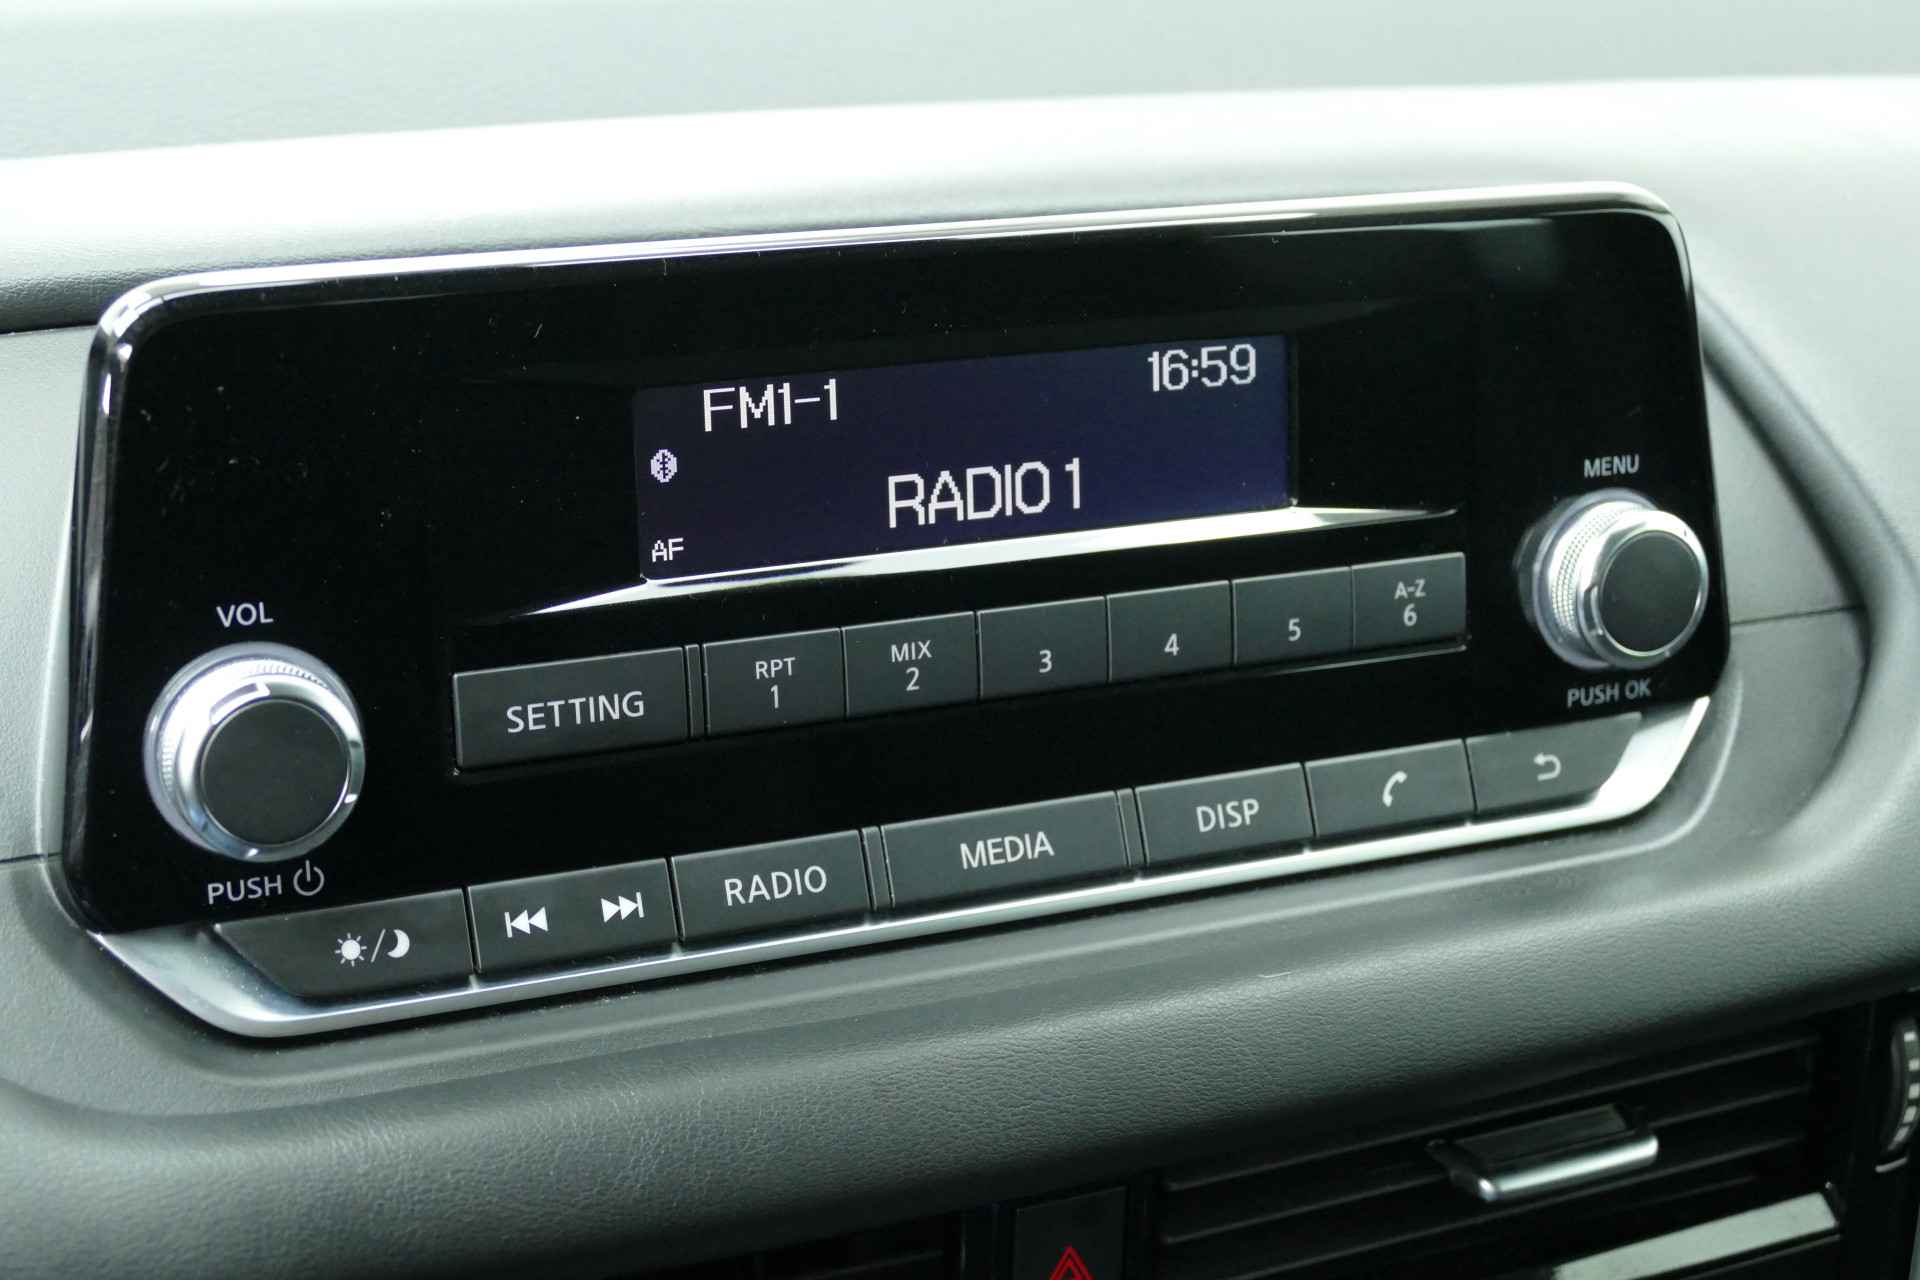 FM1-1
16:59
RADIO 1
AF
VOL
PUSH
MENU
PUSH OK
SETTING
RPT
1
MIX
2
3
4
5
A-Z
6
RADIO
MEDIA
DISP